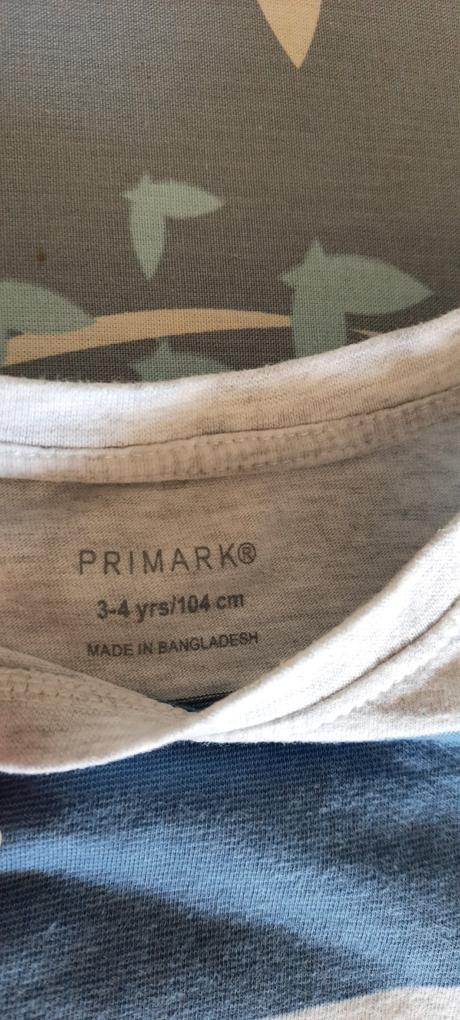 PRIMARK®
3-4 yrs/104 cm
MADE IN BANGLADESH